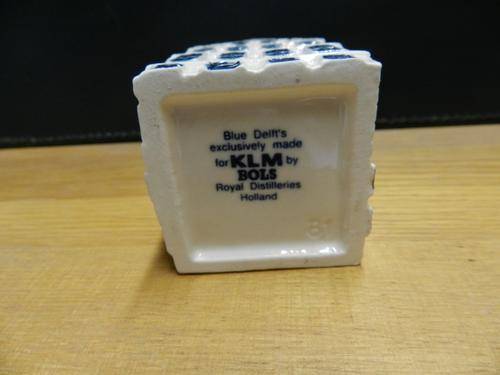 Blue Delft's
exclusively made
for KLM by
BOLS
Royal Distilleries
Holland